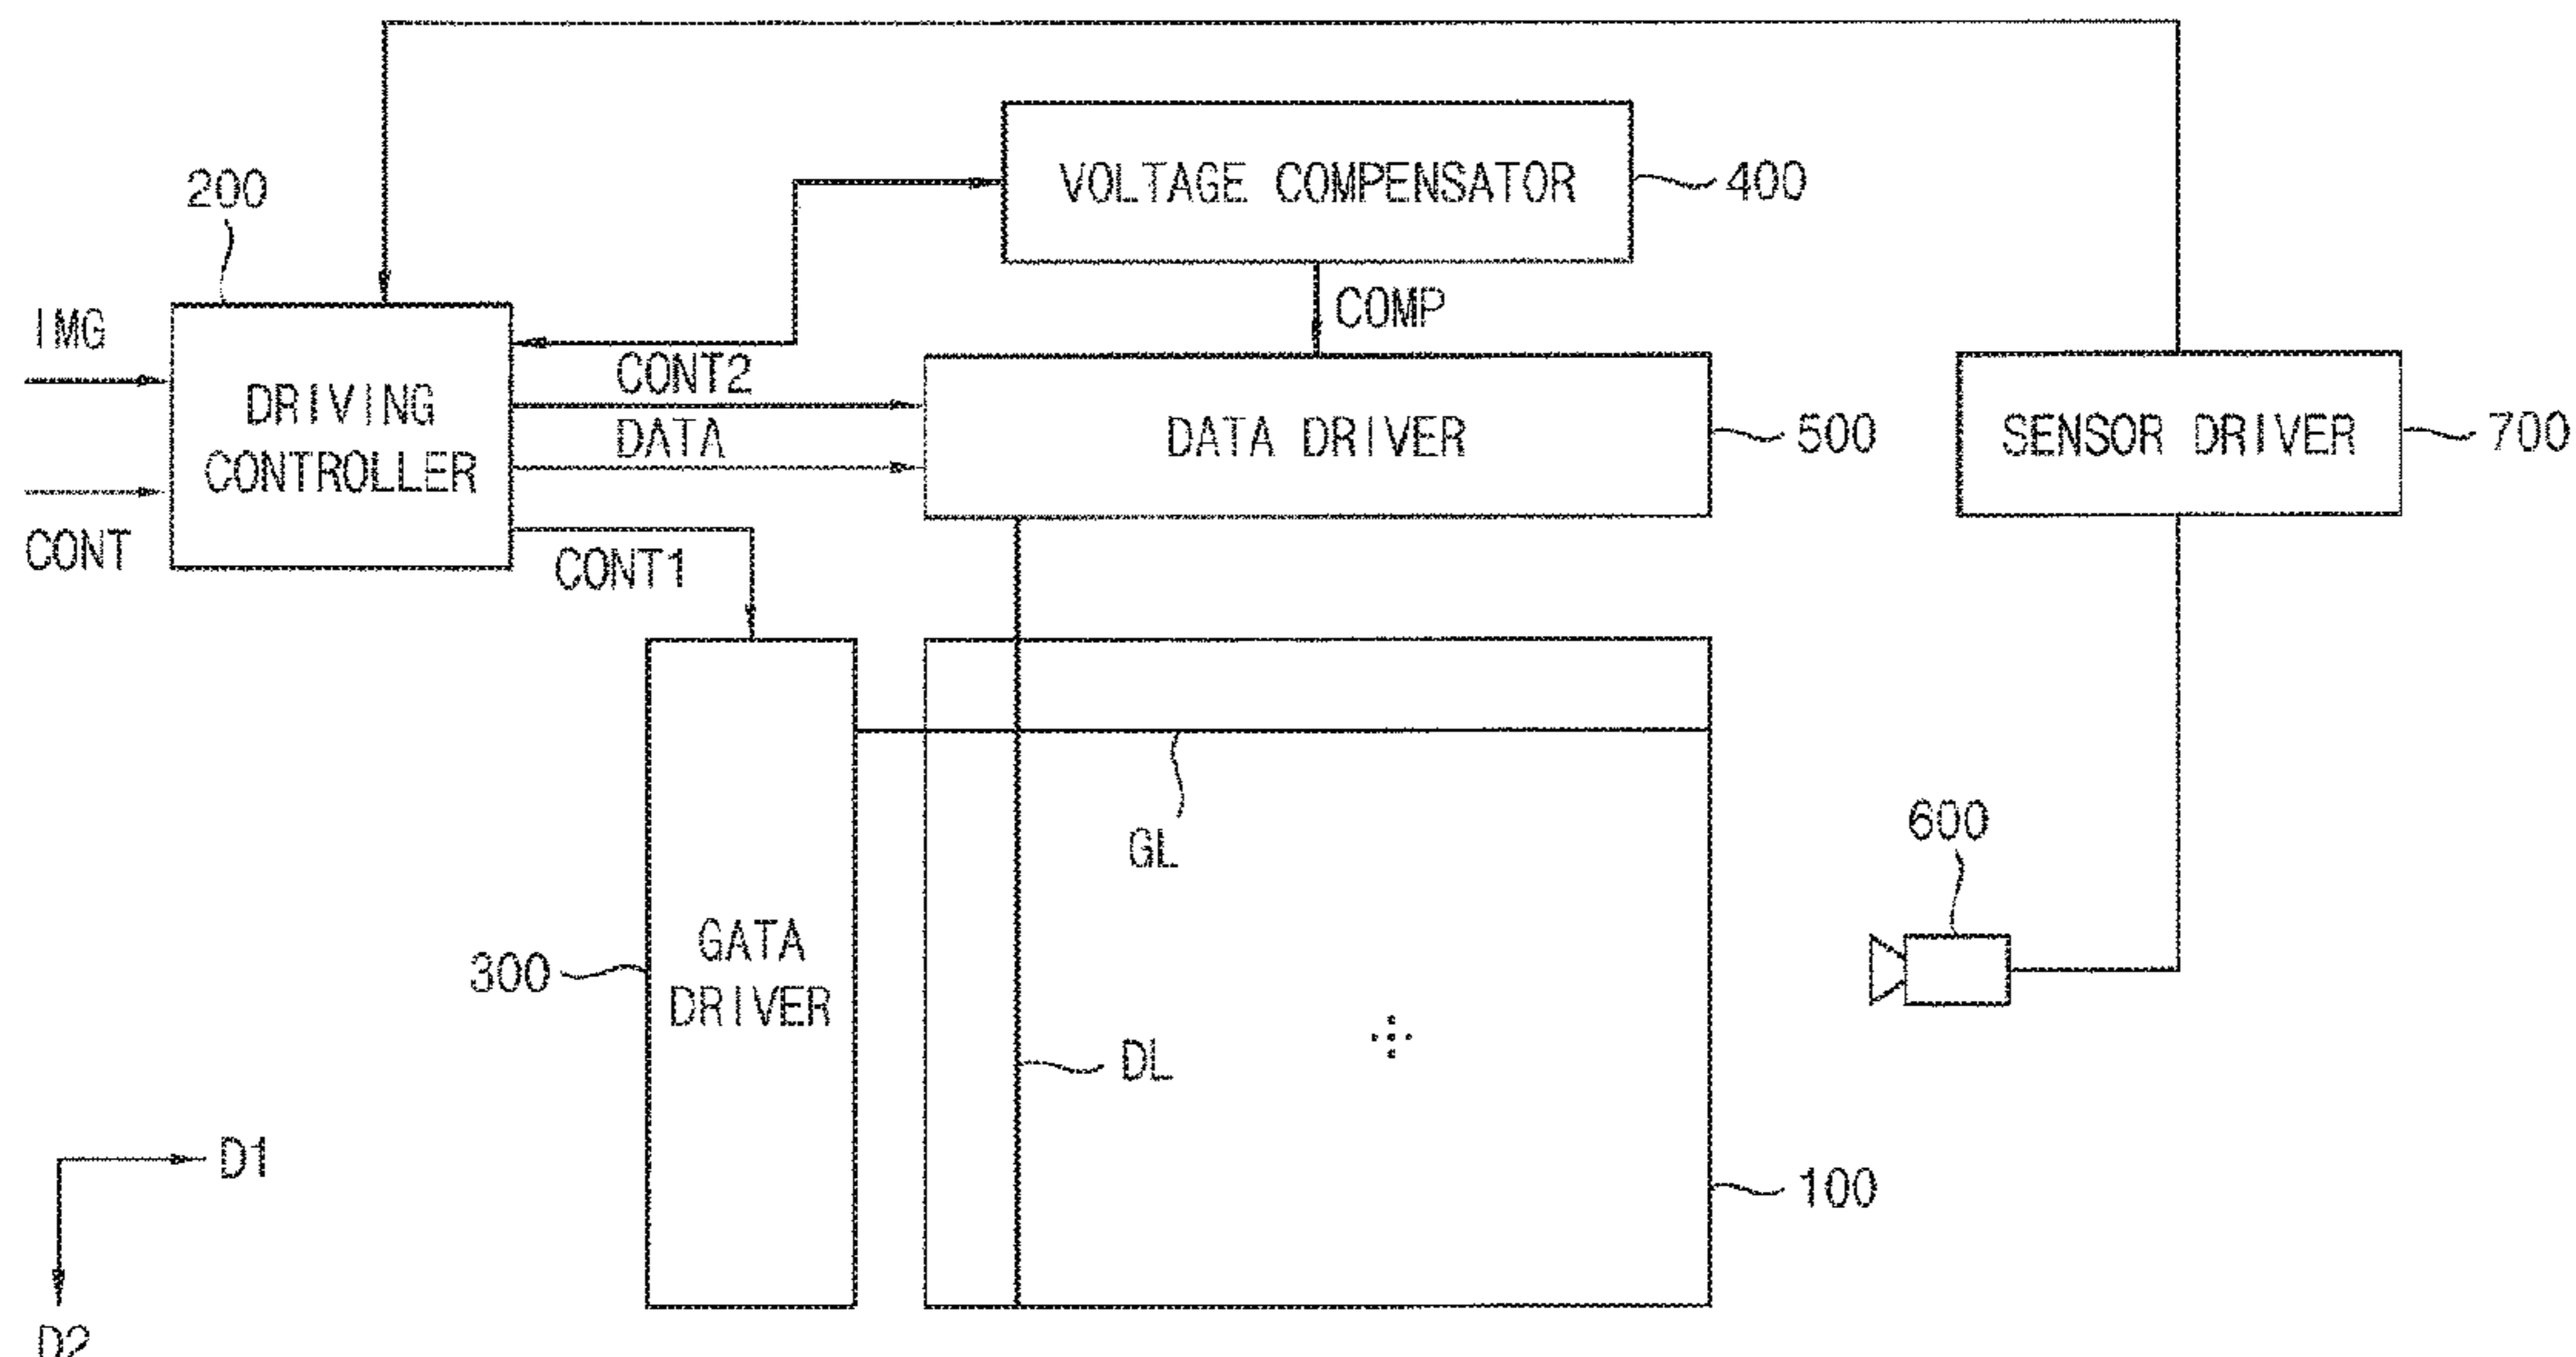 200
VOLTAGE COMPENSATOR
400
IMG
COMP
CONT2
DRIVING
CONTROLLER
DATA
DATA DRIVER
500
SENSOR DRIVER
700
CONT
CONT1
GL
600
GATA
DRIVER
300
DL
D1
100
D2